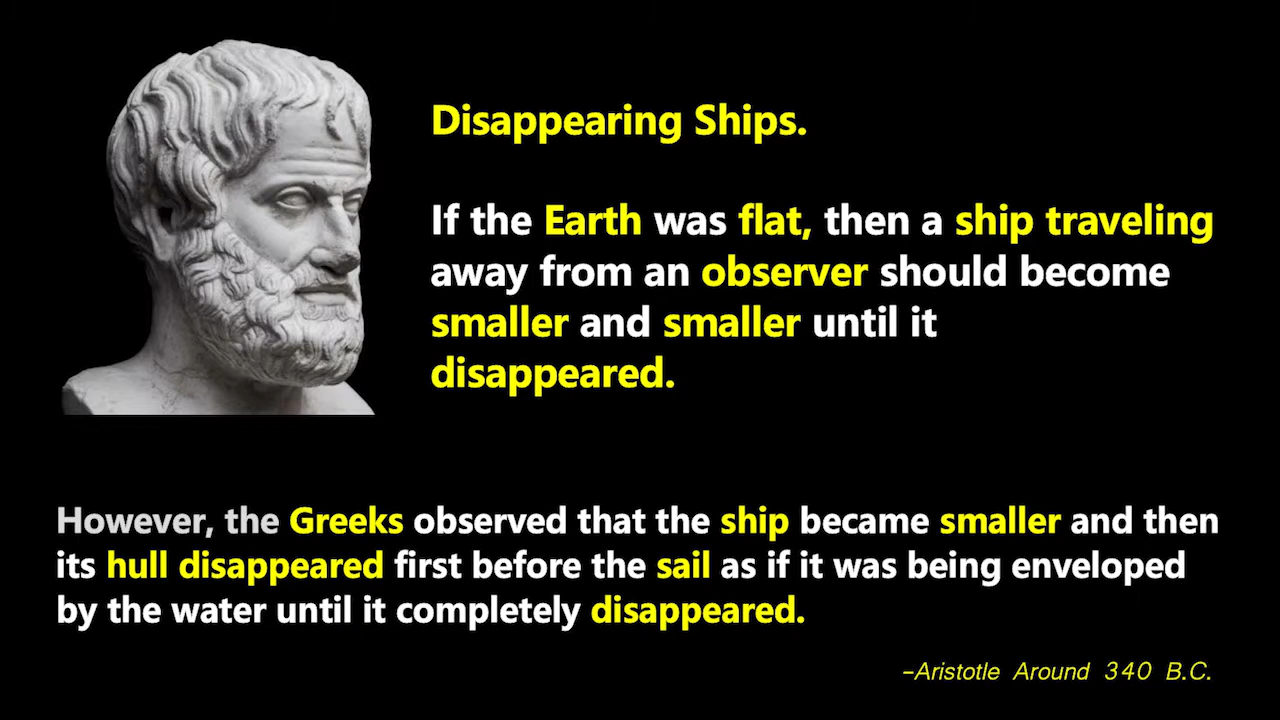 Disappearing Ships.
If the Earth was flat, then a ship traveling
away from an observer should become
smaller and smaller until it
disappeared.
However, the Greeks observed that the ship became smaller and then
its hull disappeared first before the sail as if it was being enveloped
by the water until it completely disappeared.
–Aristotle Around 340 B.C.